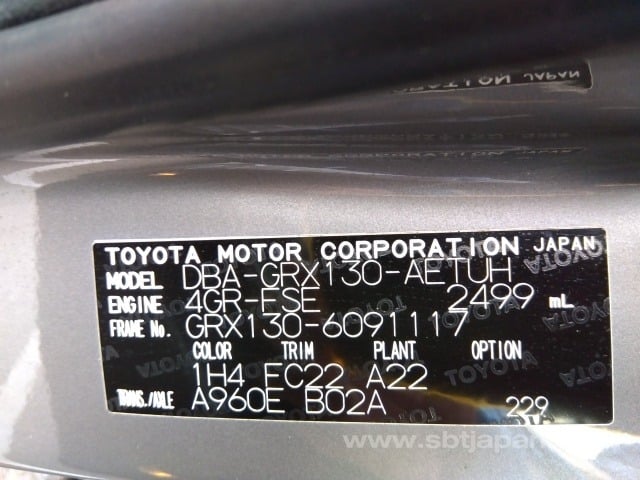 TOYOTA MOTOR CORPORATION JAPAN
MODEL DBA-GRX130-AETUH
ENGINE 4GR-FSE 2499 mL
FRAME No. GRX130-6091117
COLOR TRIM PLANT OPTION
1H4 FC22 A22
TRANS./AXLE A960E B02A 229
www.sbtjapan